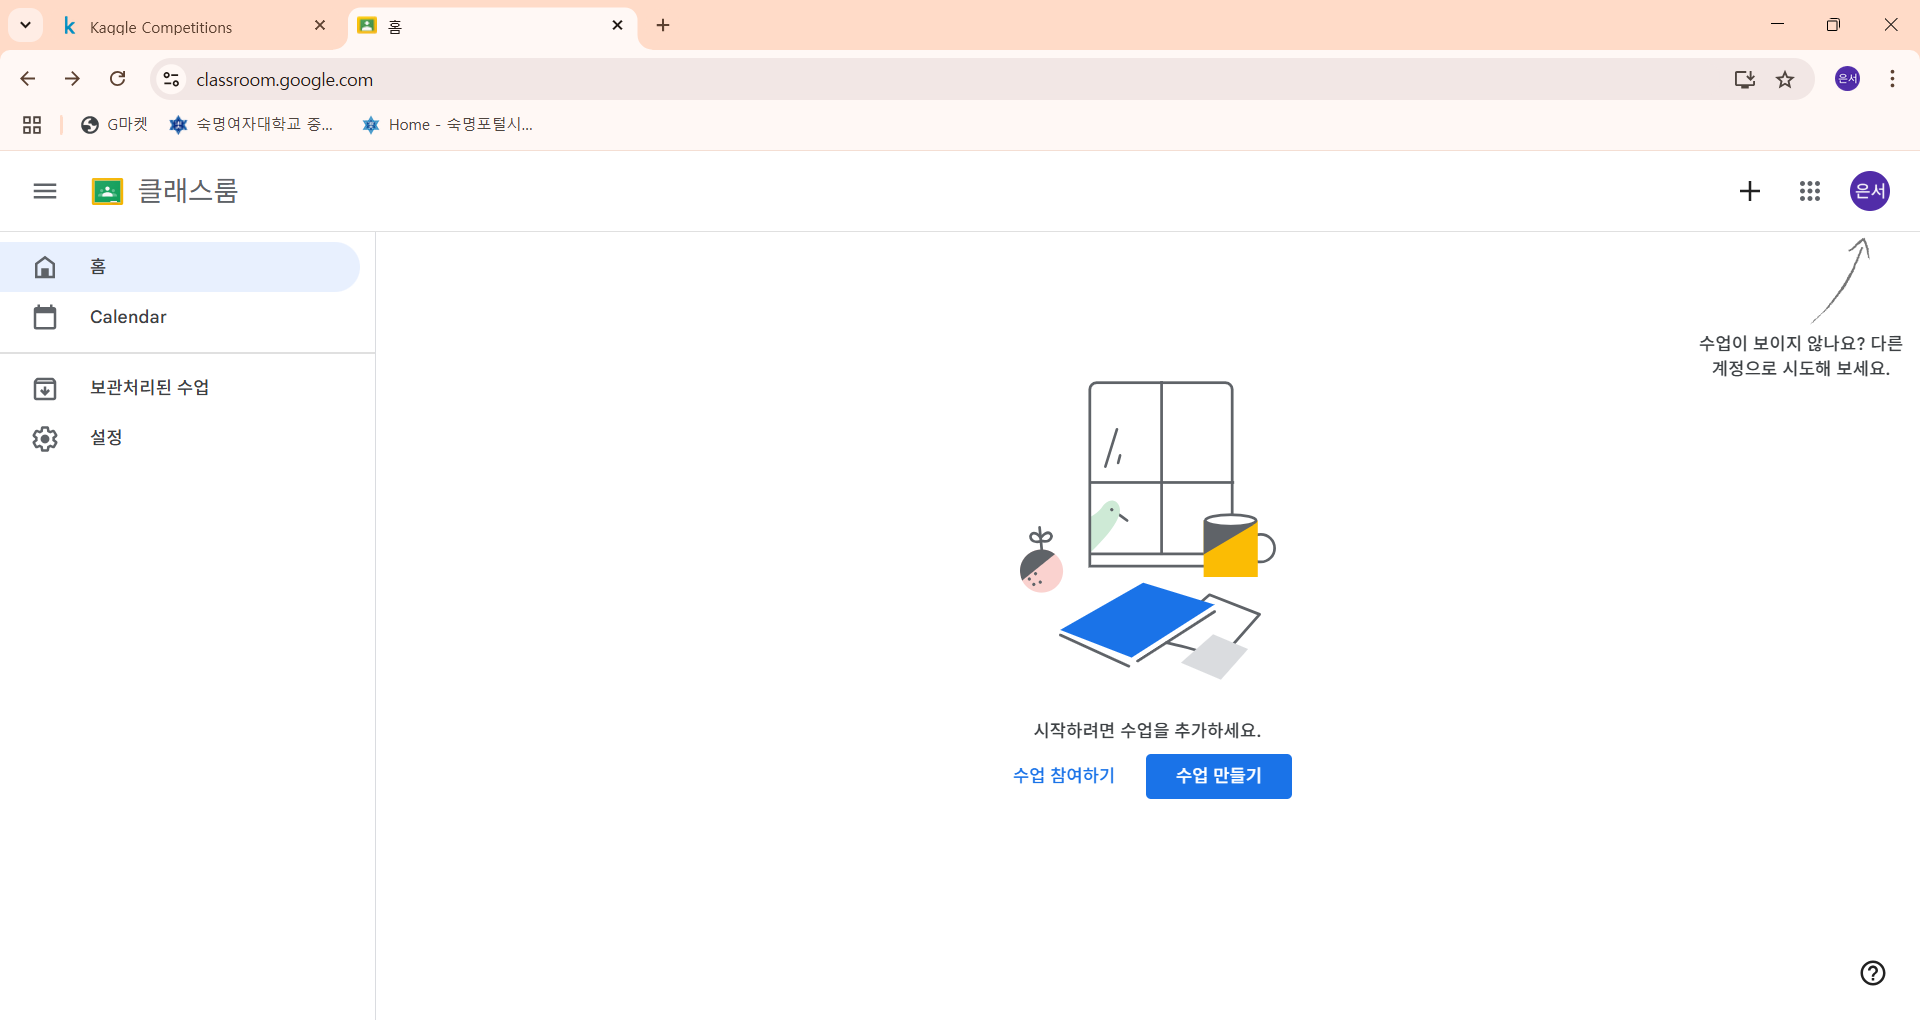 Kaggle Competitions
홈
classroom.google.com
은서
G마켓
숙명여자대학교 중...
Home - 숙명포털시...
클래스룸
은서
홈
Calendar
보관처리된 수업
설정
수업이 보이지 않나요? 다른
계정으로 시도해 보세요.
시작하려면 수업을 추가하세요.
수업 참여하기
수업 만들기